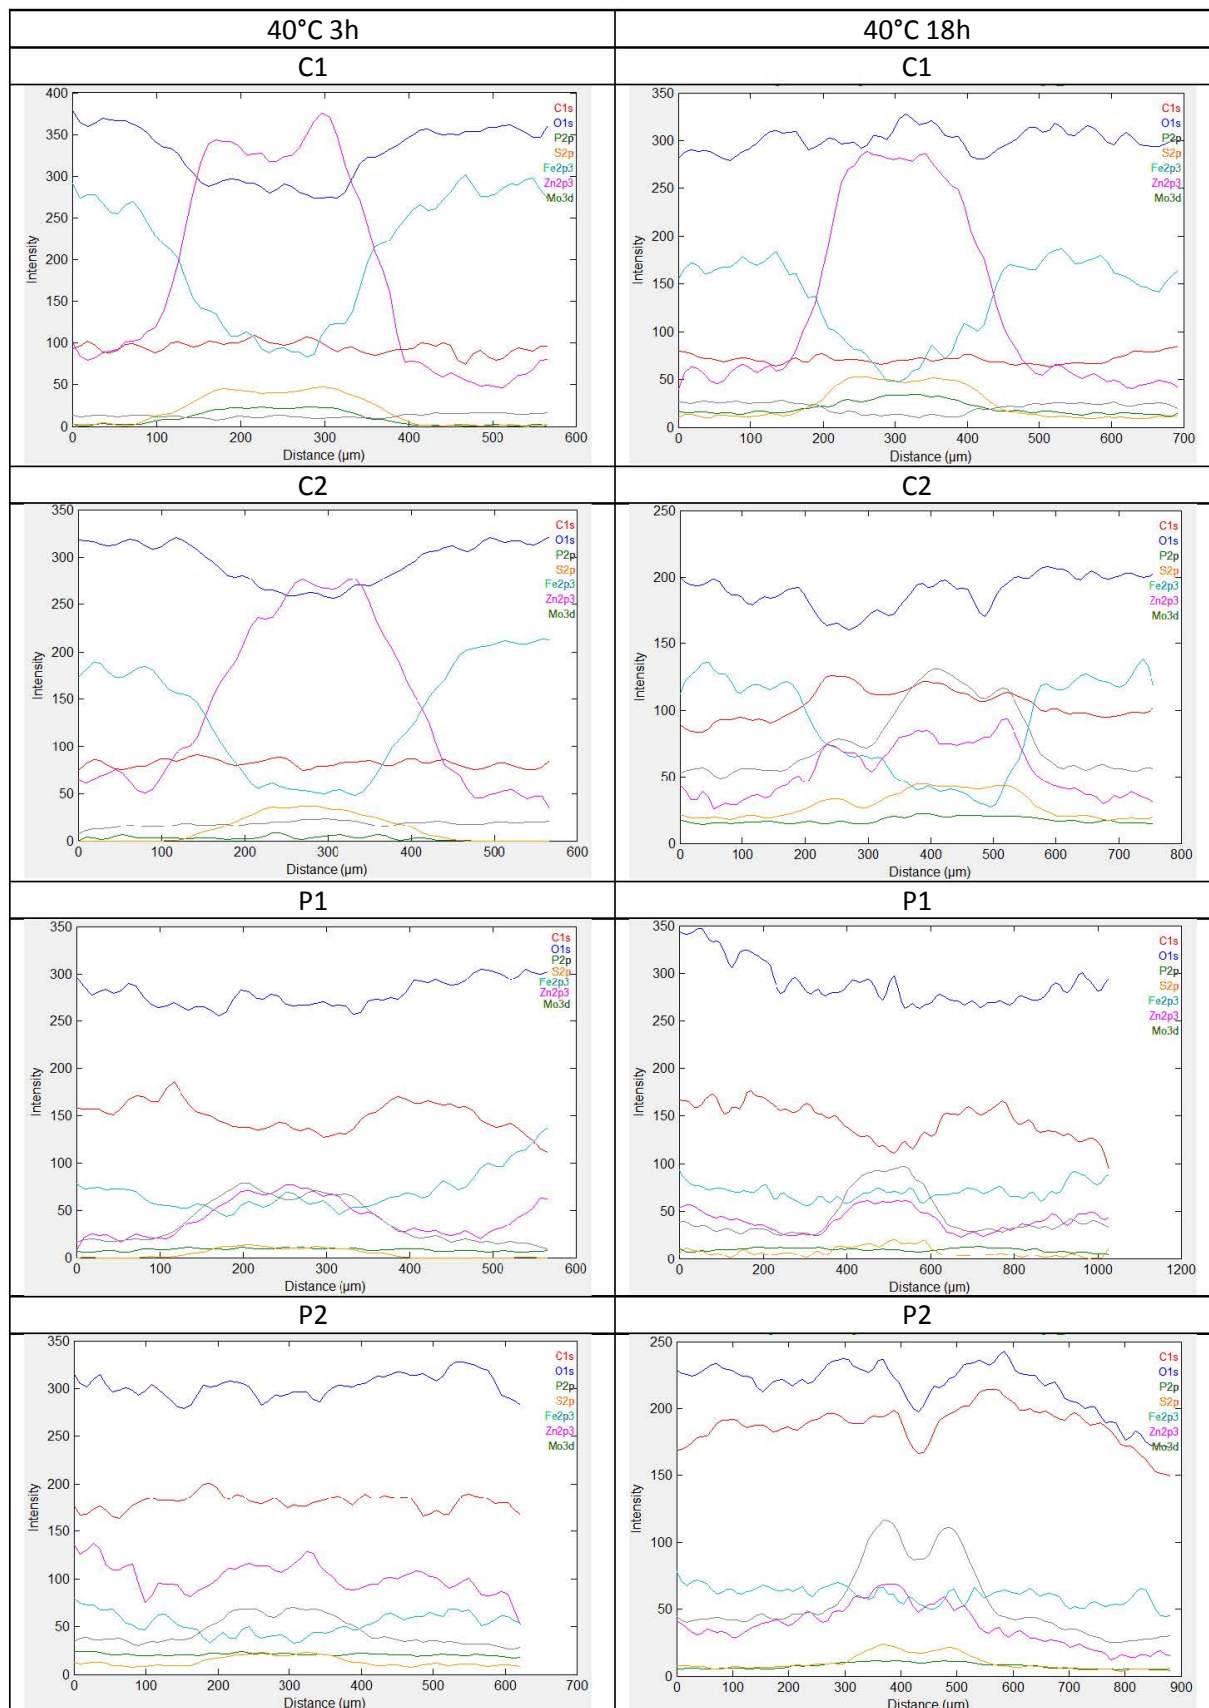 40°C 3h
40°C 18h
C1
C1
400
350
300
250
200
150
100
50
0
Intensity
C1s
O1s
P2p
S2p
Fe2p3
Zn2p3
Mo3d
0 100 200 300 400 500 600
Distance (µm)
350
300
250
200
150
100
50
0
Intensity
C1s
O1s
P2p
S2p
Fe2p3
Zn2p3
Mo3d
0 100 200 300 400 500 600 700
Distance (µm)
C2
C2
350
300
250
200
150
100
50
0
Intensity
C1s
O1s
P2p
S2p
Fe2p3
Zn2p3
Mo3d
0 100 200 300 400 500 600
Distance (µm)
250
200
150
100
50
0
Intensity
C1s
O1s
P2p
S2p
Fe2p3
Zn2p3
Mo3d
0 100 200 300 400 500 600 700 800
Distance (µm)
P1
P1
350
300
250
200
150
100
50
0
Intensity
C1s
O1s
P2p
S2p
Fe2p3
Zn2p3
Mo3d
0 100 200 300 400 500 600
Distance (µm)
350
300
250
200
150
100
50
0
Intensity
C1s
O1s
P2p
S2p
Fe2p3
Zn2p3
Mo3d
0 200 400 600 800 1000 1200
Distance (µm)
P2
P2
350
300
250
200
150
100
50
0
Intensity
C1s
O1s
P2p
S2p
Fe2p3
Zn2p3
Mo3d
0 100 200 300 400 500 600 700
Distance (µm)
250
200
150
100
50
0
Intensity
C1s
O1s
P2p
S2p
Fe2p3
Zn2p3
Mo3d
0 100 200 300 400 500 600 700 800 900
Distance (µm)